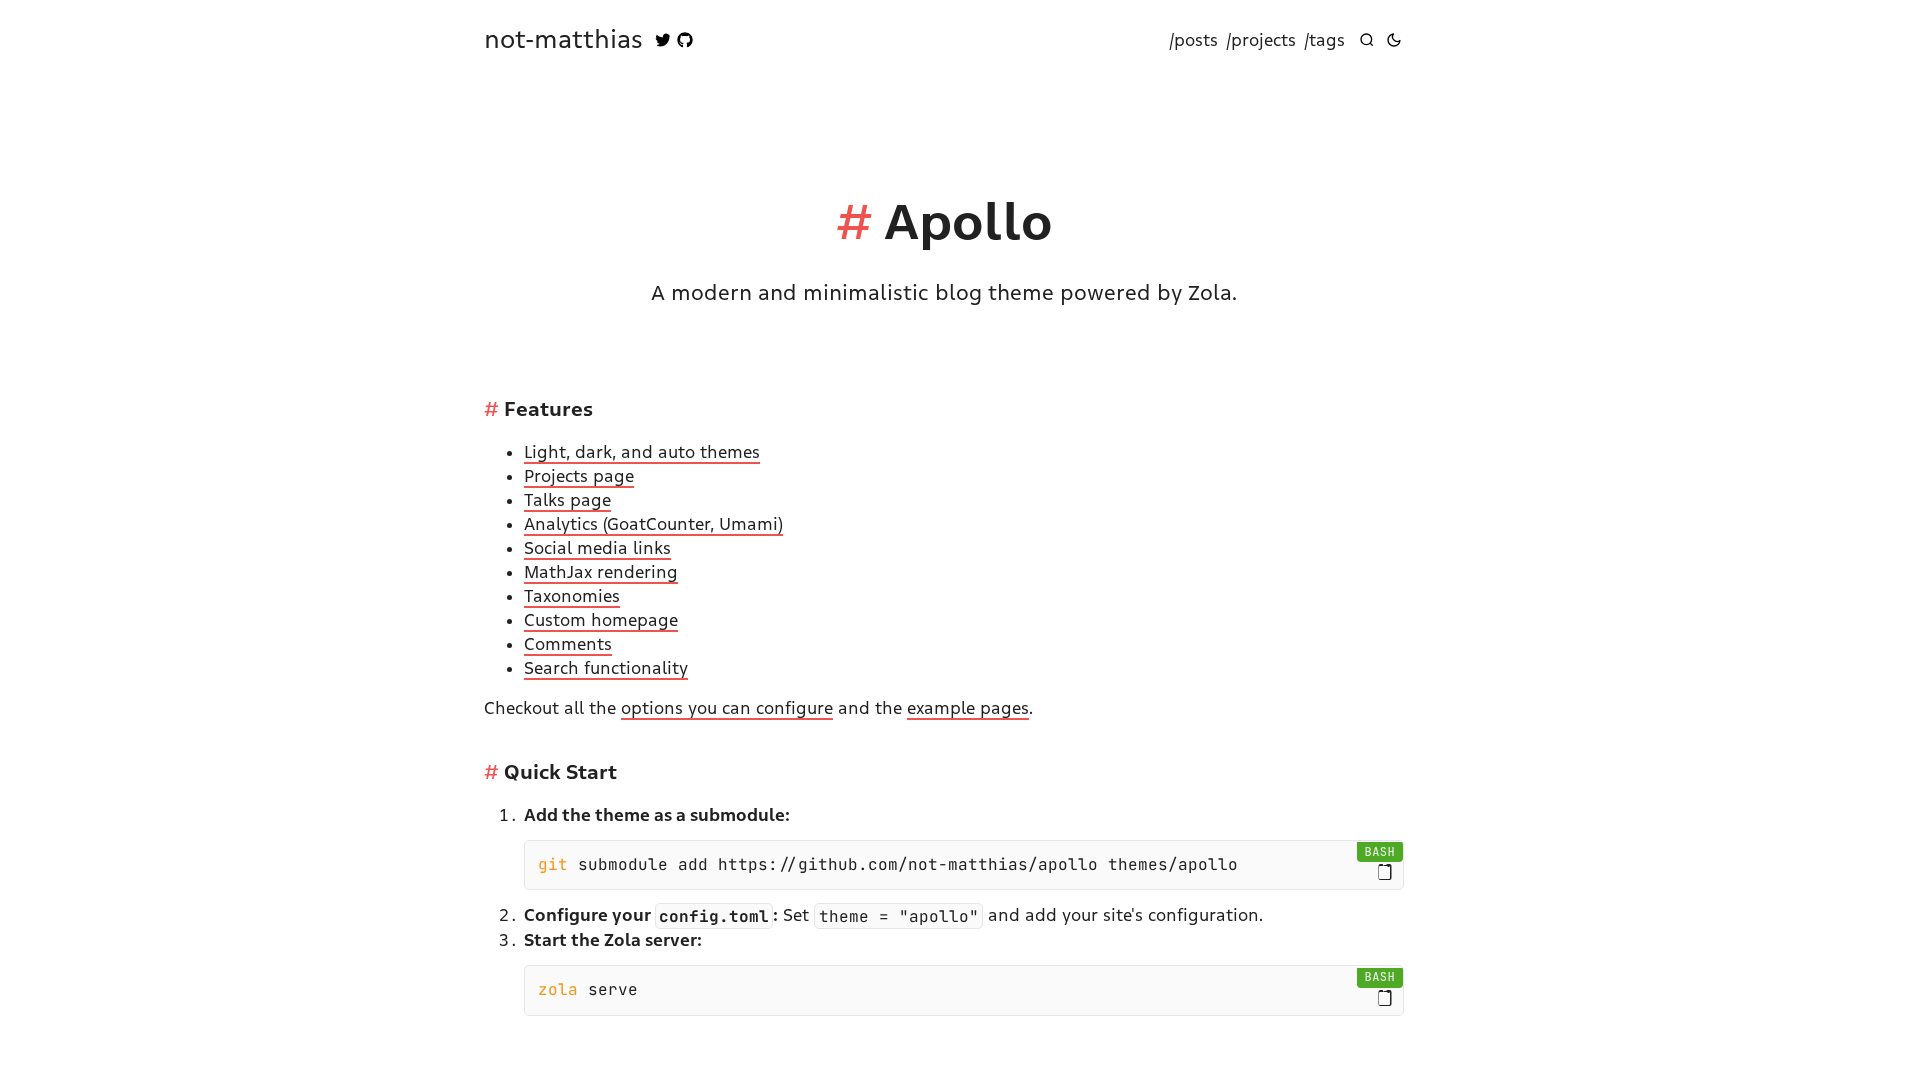 not-matthias
/posts /projects /tags
# Apollo
A modern and minimalistic blog theme powered by Zola.
# Features
• Light, dark, and auto themes
• Projects page
• Talks page
• Analytics (GoatCounter, Umami)
• Social media links
• MathJax rendering
• Taxonomies
• Custom homepage
• Comments
• Search functionality
Checkout all the options you can configure and the example pages.
# Quick Start
1. Add the theme as a submodule:
BASH
git submodule add https://github.com/not-matthias/apollo themes/apollo
2. Configure your config.toml: Set theme = "apollo" and add your site's configuration.
3. Start the Zola server:
BASH
zola serve